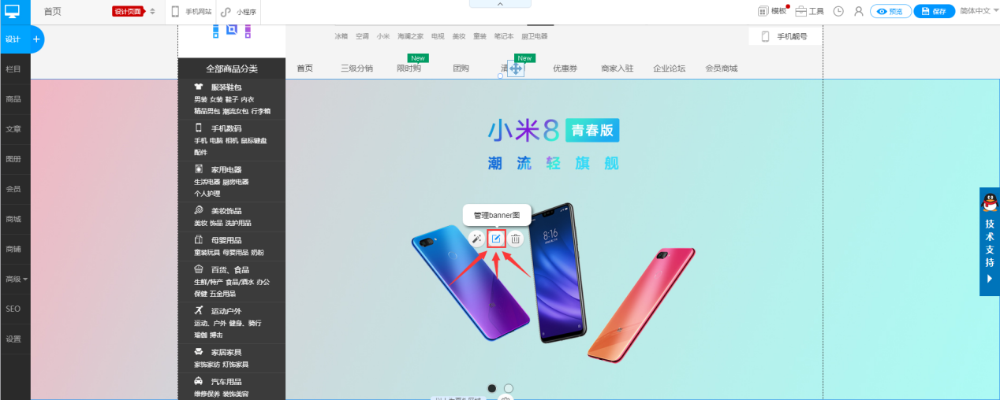 首页
设计页面
手机网站
小程序
模板
工具
预览
保存
简体中文
设计
栏目
商品
文章
图册
会员
商城
商铺
高级
SEO
设置
冰箱 空调 小米 海澜之家 电视 美妆 童装 笔记本 厨卫电器
手机靓号
New
New
全部商品分类
首页 三级分销 限时购 团购 清 优惠券 商家入驻 企业论坛 会员商城
服装鞋包
男装 女装 鞋子 内衣
精品男包 潮流女包 行李箱
手机数码
手机 电脑 相机 鼠标键盘
配件
家用电器
生活电器 厨房电器
个人护理
美妆饰品
美妆 饰品 洗护用品
母婴用品
童装玩具 母婴用品 奶粉
百货、食品
生鲜/特产 食品/酒水 办公
保健 五金用品
运动户外
运动、户外 健身、骑行
瑜伽 搏击
家居家具
家饰家纺 灯饰家具
汽车用品
维修保养 装饰美容
小米8 青春版
潮流轻旗舰
管理banner图
8:16
技术支持